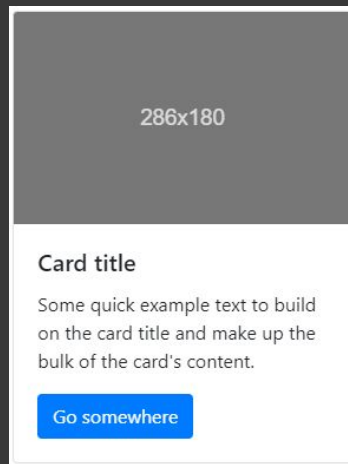 286x180
Card title
Some quick example text to build
on the card title and make up the
bulk of the card's content.
Go somewhere